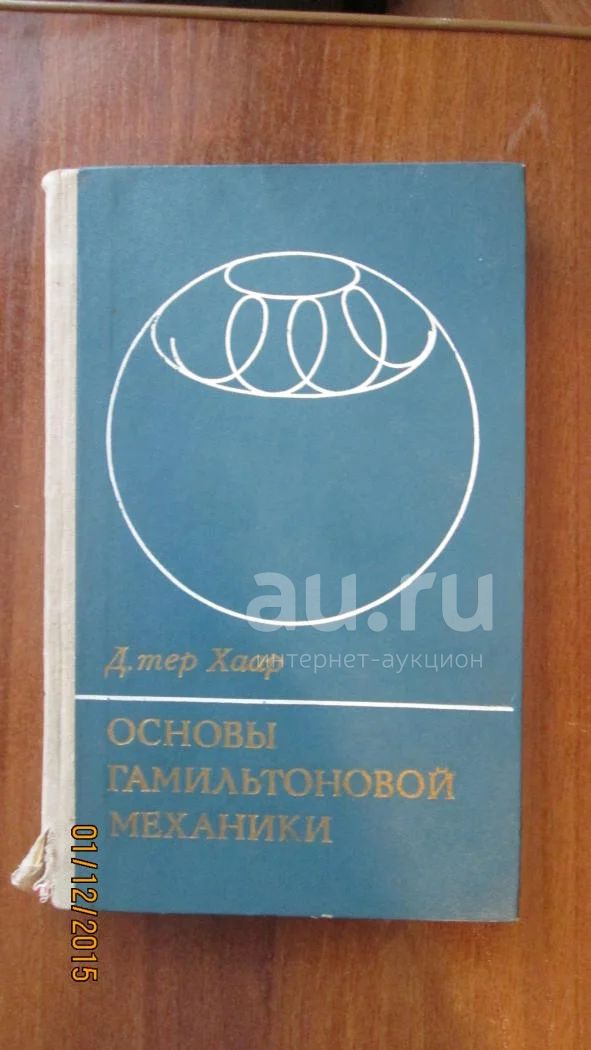 au.ru
интернет-аукцион
Д. тер Хаар
ОСНОВЫ
ГАМИЛЬТОНОВОЙ
МЕХАНИКИ
01/12/2015